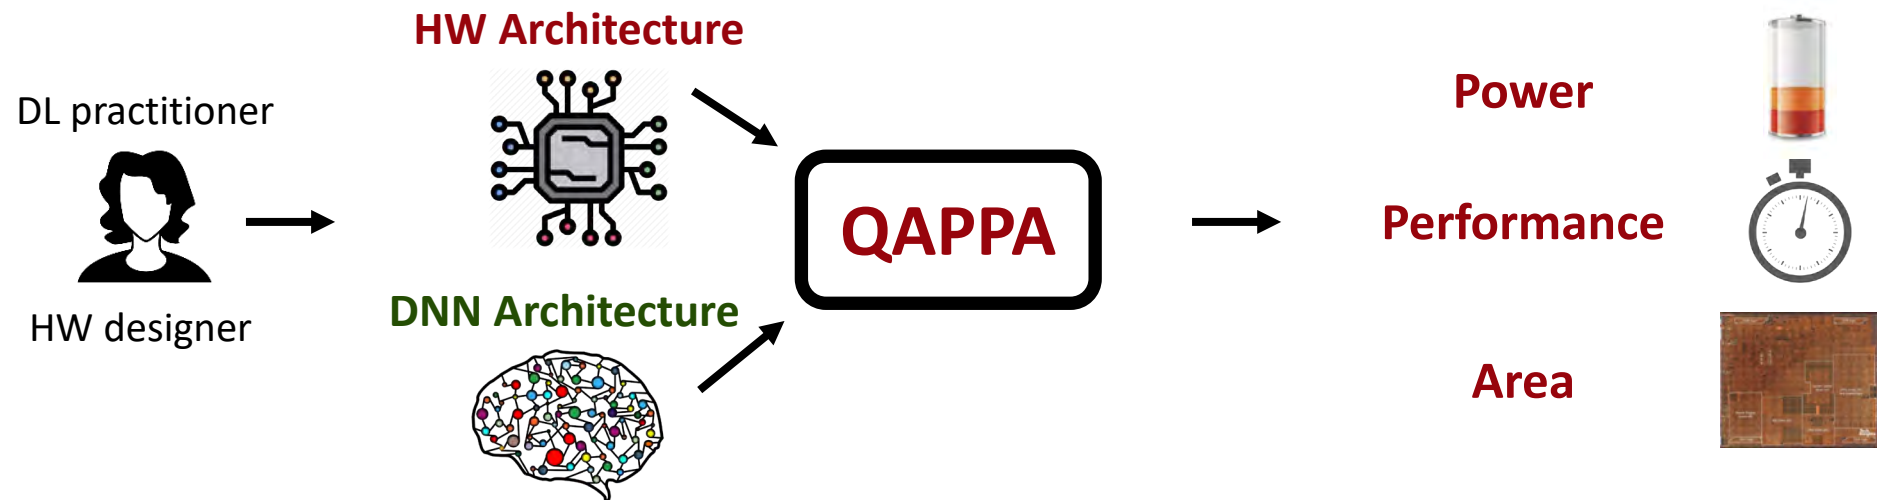 DL practitioner
HW designer
HW Architecture
DNN Architecture
QAPPA
Power
Performance
Area